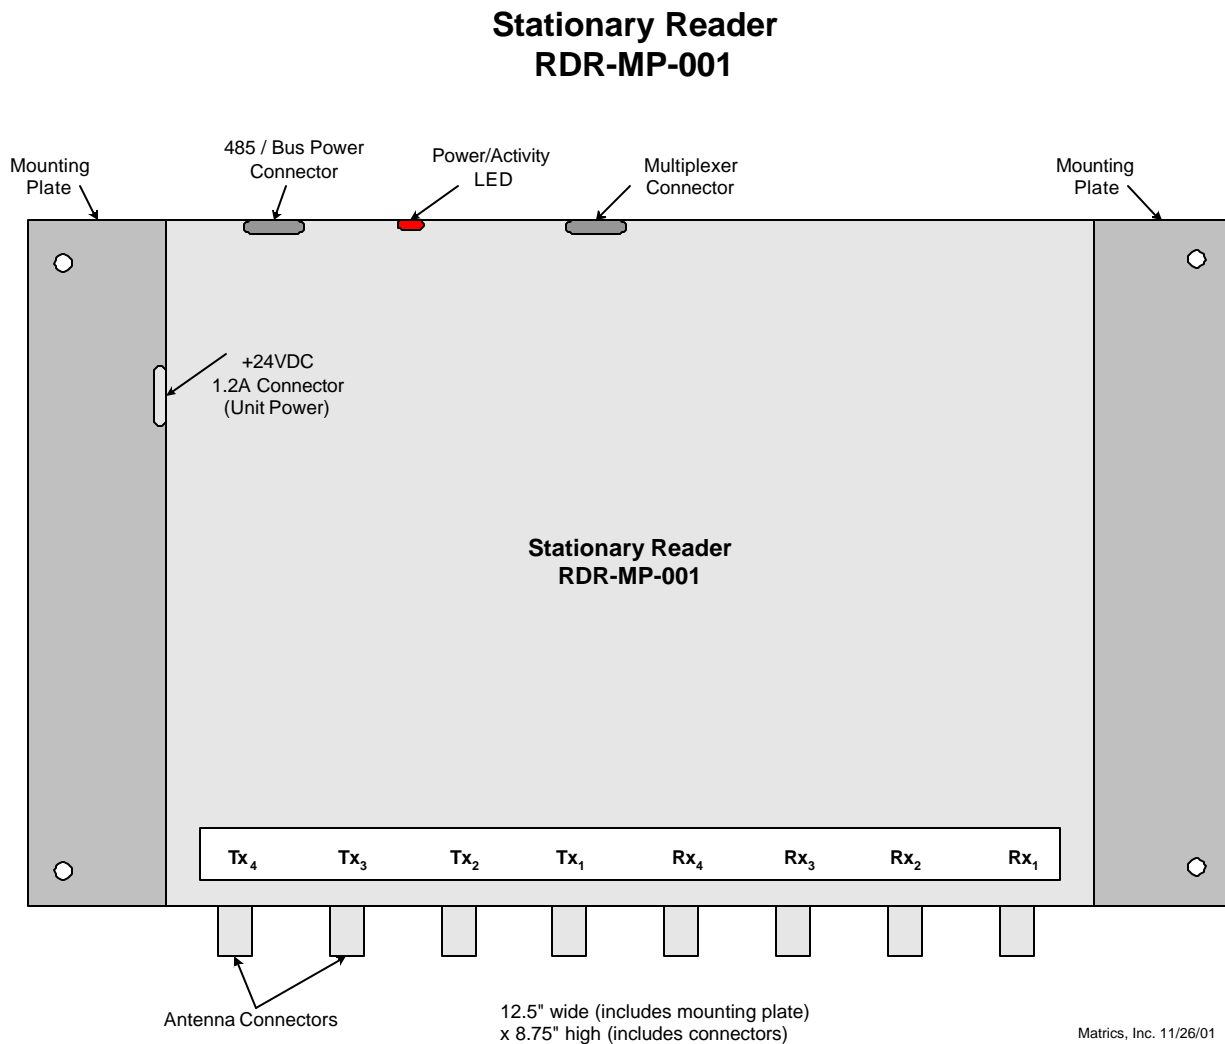 Stationary Reader
RDR-MP-001
485 / Bus Power
Connector
Power/Activity
LED
Multiplexer
Connector
Mounting
Plate
Mounting
Plate
+24VDC
1.2A Connector
(Unit Power)
Stationary Reader
RDR-MP-001
Tx4 Tx3 Tx2 Tx1 Rx4 Rx3 Rx2 Rx1
Antenna Connectors
12.5" wide (includes mounting plate)
x 8.75" high (includes connectors)
Matrics, Inc. 11/26/01